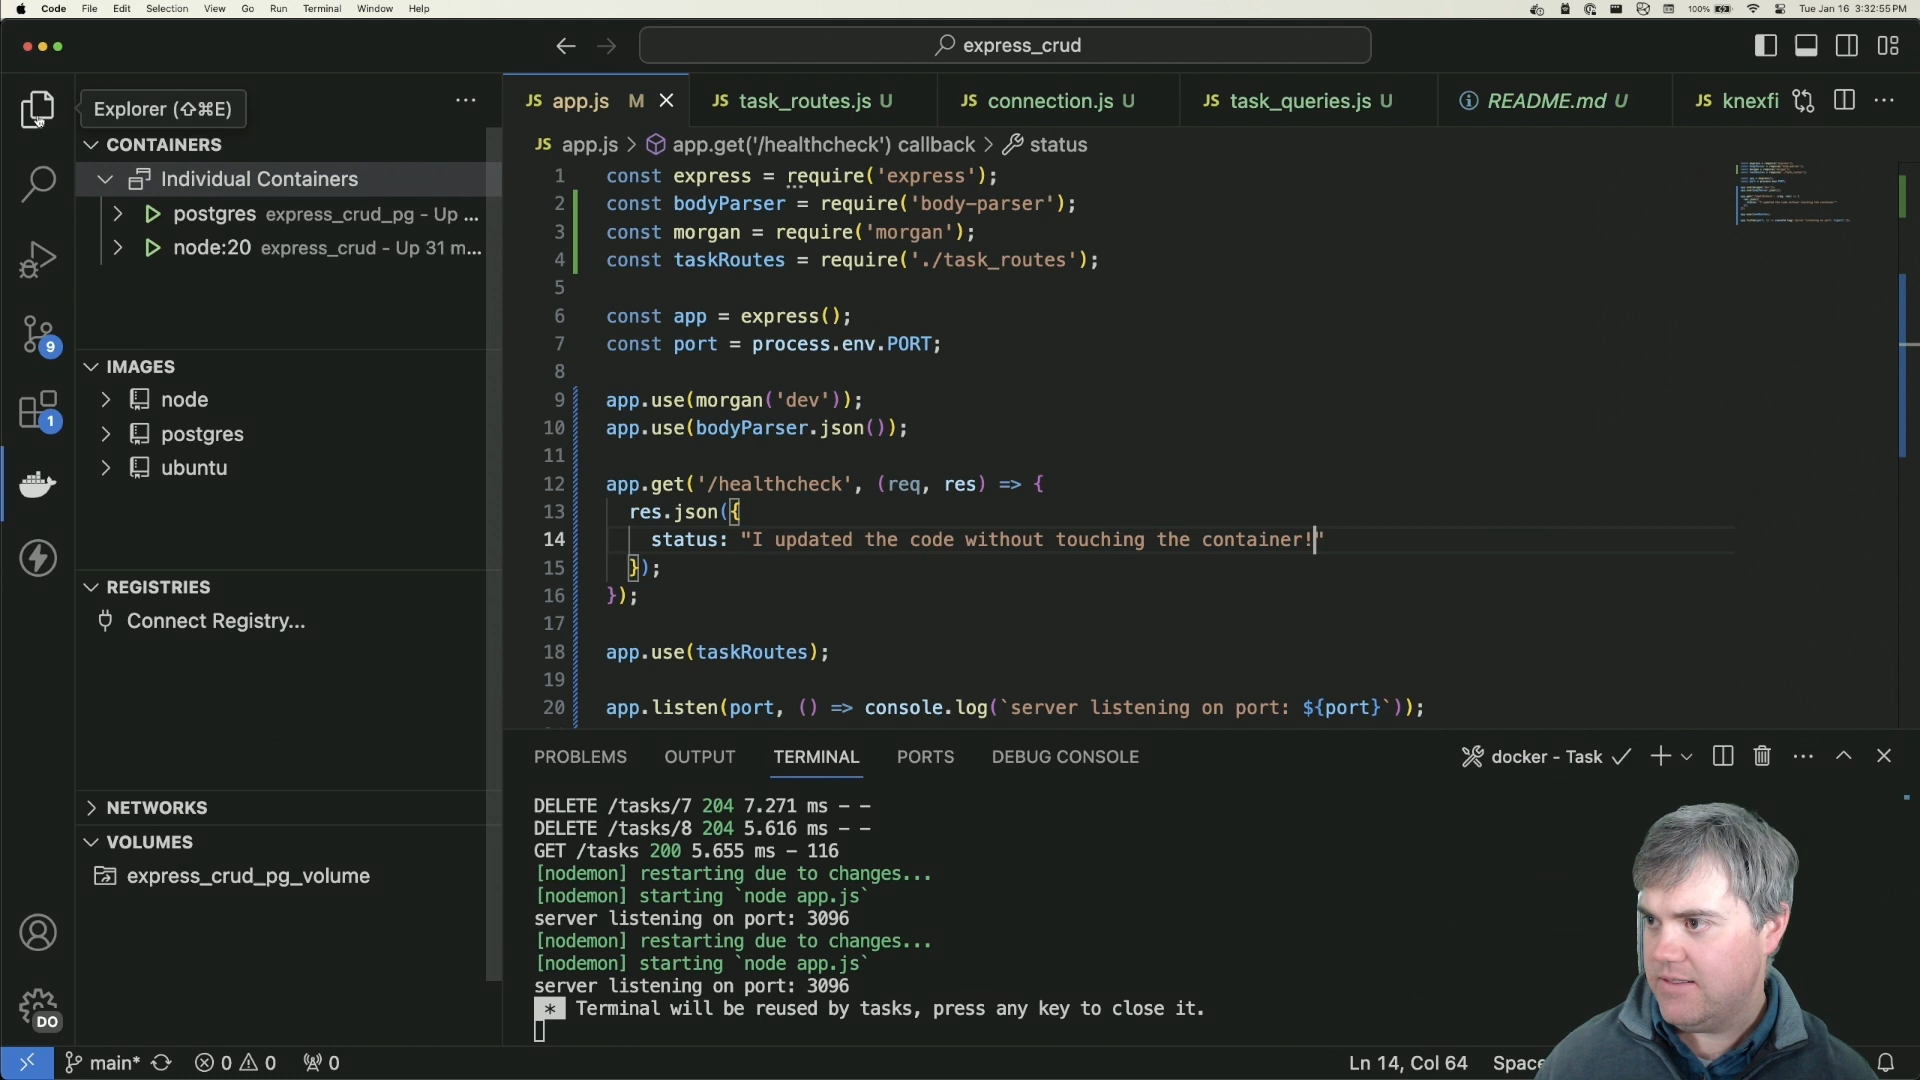 Code File Edit Selection View Go Run Terminal Window Help
100% Tue Jan 16 3:32:55 PM
express_crud
Explorer (⇧⌘E)
CONTAINERS
Individual Containers
postgres express_crud_pg - Up ...
node:20 express_crud - Up 31 m...
IMAGES
node
postgres
ubuntu
REGISTRIES
Connect Registry...
NETWORKS
VOLUMES
express_crud_pg_volume
9
1
DO
JS app.js M
JS task_routes.js U
JS connection.js U
JS task_queries.js U
README.md U
JS knexfi
JS app.js > app.get('/healthcheck') callback > status
1 const express = require('express');
2 const bodyParser = require('body-parser');
3 const morgan = require('morgan');
4 const taskRoutes = require('./task_routes');
5
6 const app = express();
7 const port = process.env.PORT;
8
9 app.use(morgan('dev'));
10 app.use(bodyParser.json());
11
12 app.get('/healthcheck', (req, res) => {
13 res.json({
14 status: "I updated the code without touching the container!"
15 });
16 });
17
18 app.use(taskRoutes);
19
20 app.listen(port, () => console.log(`server listening on port: ${port}`));
PROBLEMS OUTPUT TERMINAL PORTS DEBUG CONSOLE
docker - Task
DELETE /tasks/7 204 7.271 ms - -
DELETE /tasks/8 204 5.616 ms - -
GET /tasks 200 5.655 ms - 116
[nodemon] restarting due to changes...
[nodemon] starting `node app.js`
server listening on port: 3096
[nodemon] restarting due to changes...
[nodemon] starting `node app.js`
server listening on port: 3096
* Terminal will be reused by tasks, press any key to close it.
main* 0 0 0
Ln 14, Col 64